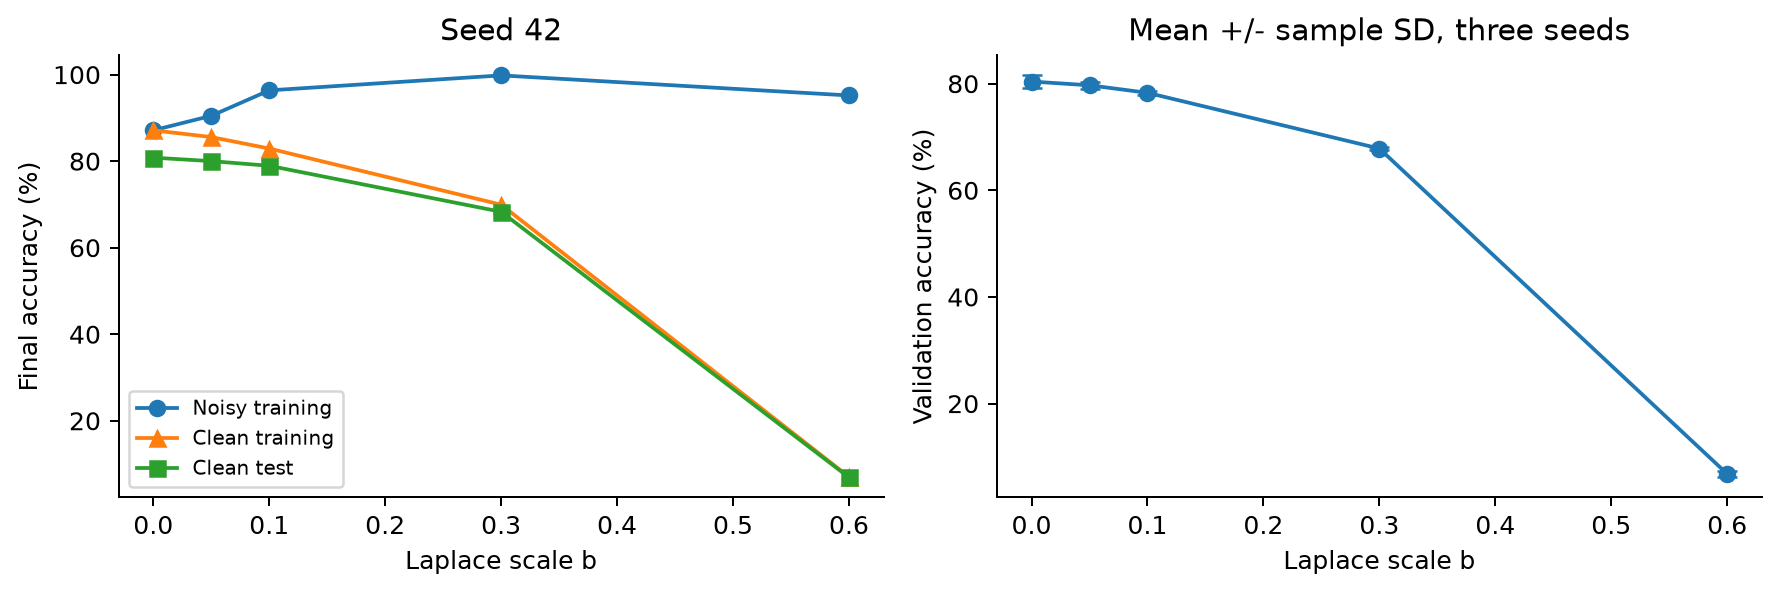 Seed 42
Final accuracy (%)
100
80
60
40
20
Noisy training
Clean training
Clean test
0.0 0.1 0.2 0.3 0.4 0.5 0.6
Laplace scale b
Mean +/- sample SD, three seeds
Validation accuracy (%)
80
60
40
20
0.0 0.1 0.2 0.3 0.4 0.5 0.6
Laplace scale b